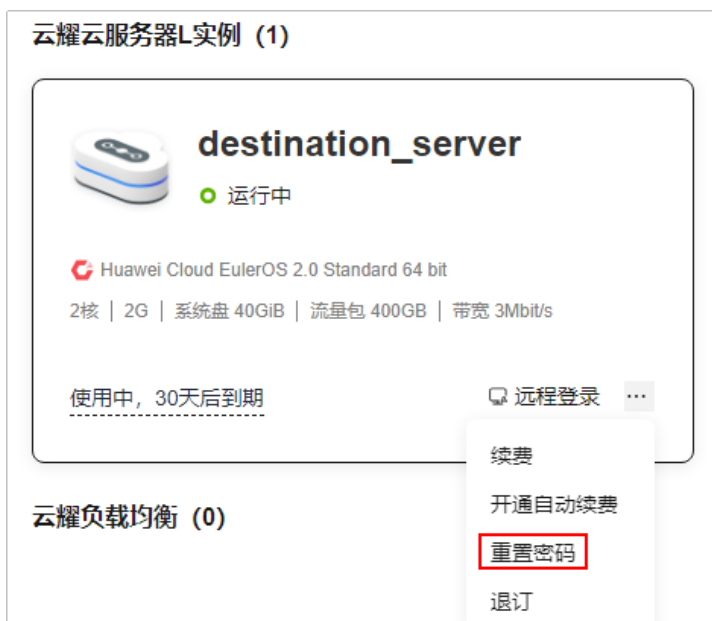 云耀云服务器L实例 (1)
destination_server
运行中
Huawei Cloud EulerOS 2.0 Standard 64 bit
2核 | 2G | 系统盘 40GiB | 流量包 400GB | 带宽 3Mbit/s
使用中，30天后到期 远程登录 ···
续费
开通自动续费
云耀负载均衡 (0)
重置密码
退订